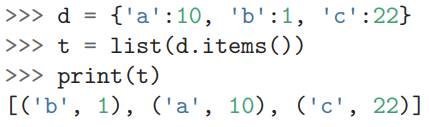 >>> d = {'a':10, 'b':1, 'c':22}
>>> t = list(d.items())
>>> print(t)
[('b', 1), ('a', 10), ('c', 22)]